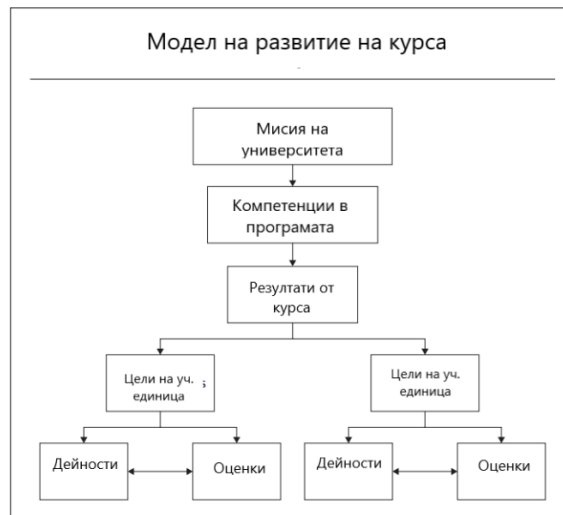 Модел на развитие на курса
Мисия на
университета
Компетенции в
програмата
Резултати от
курса
Цели на уч. s
единица
Цели на уч.
единица
Дейности
Оценки
Дейности
Оценки